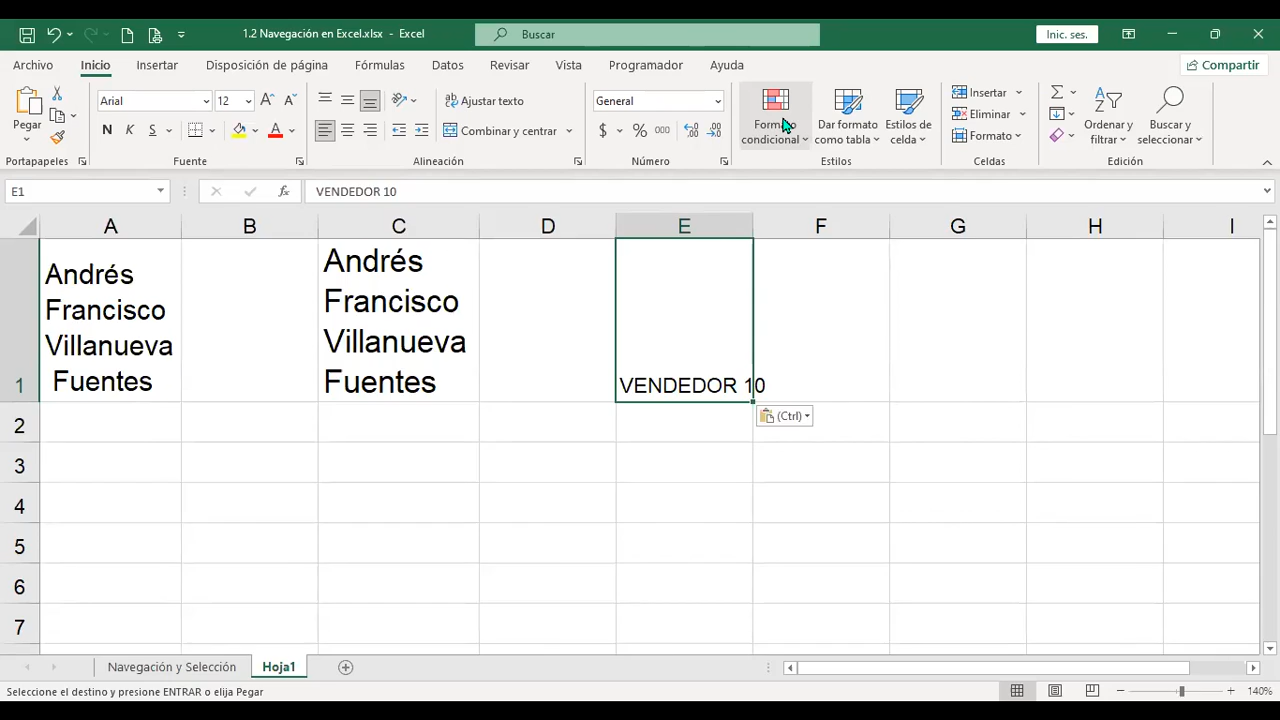 1.2 Navegación en Excel.xlsx - Excel
Buscar
Inic. ses.
Archivo Inicio Insertar Disposición de página Fórmulas Datos Revisar Vista Programador Ayuda
Compartir
Pegar
Arial 12
N K S
Ajustar texto
Combinar y centrar
General
$ % 000
condicional
Dar formato
como tabla
Estilos de
celda
Insertar
Eliminar
Formato
Ordenar y
filtrar
Buscar y
seleccionar
Portapapeles Fuente Alineación Número Estilos Celdas Edición
E1 fx VENDEDOR 10
A B C D E F G H I
Andrés
Francisco
Villanueva
Fuentes
Andrés
Francisco
Villanueva
Fuentes
VENDEDOR 10
(Ctrl)
1
2
3
4
5
6
7
Navegación y Selección Hoja1
Seleccione el destino y presione ENTRAR o elija Pegar
140%